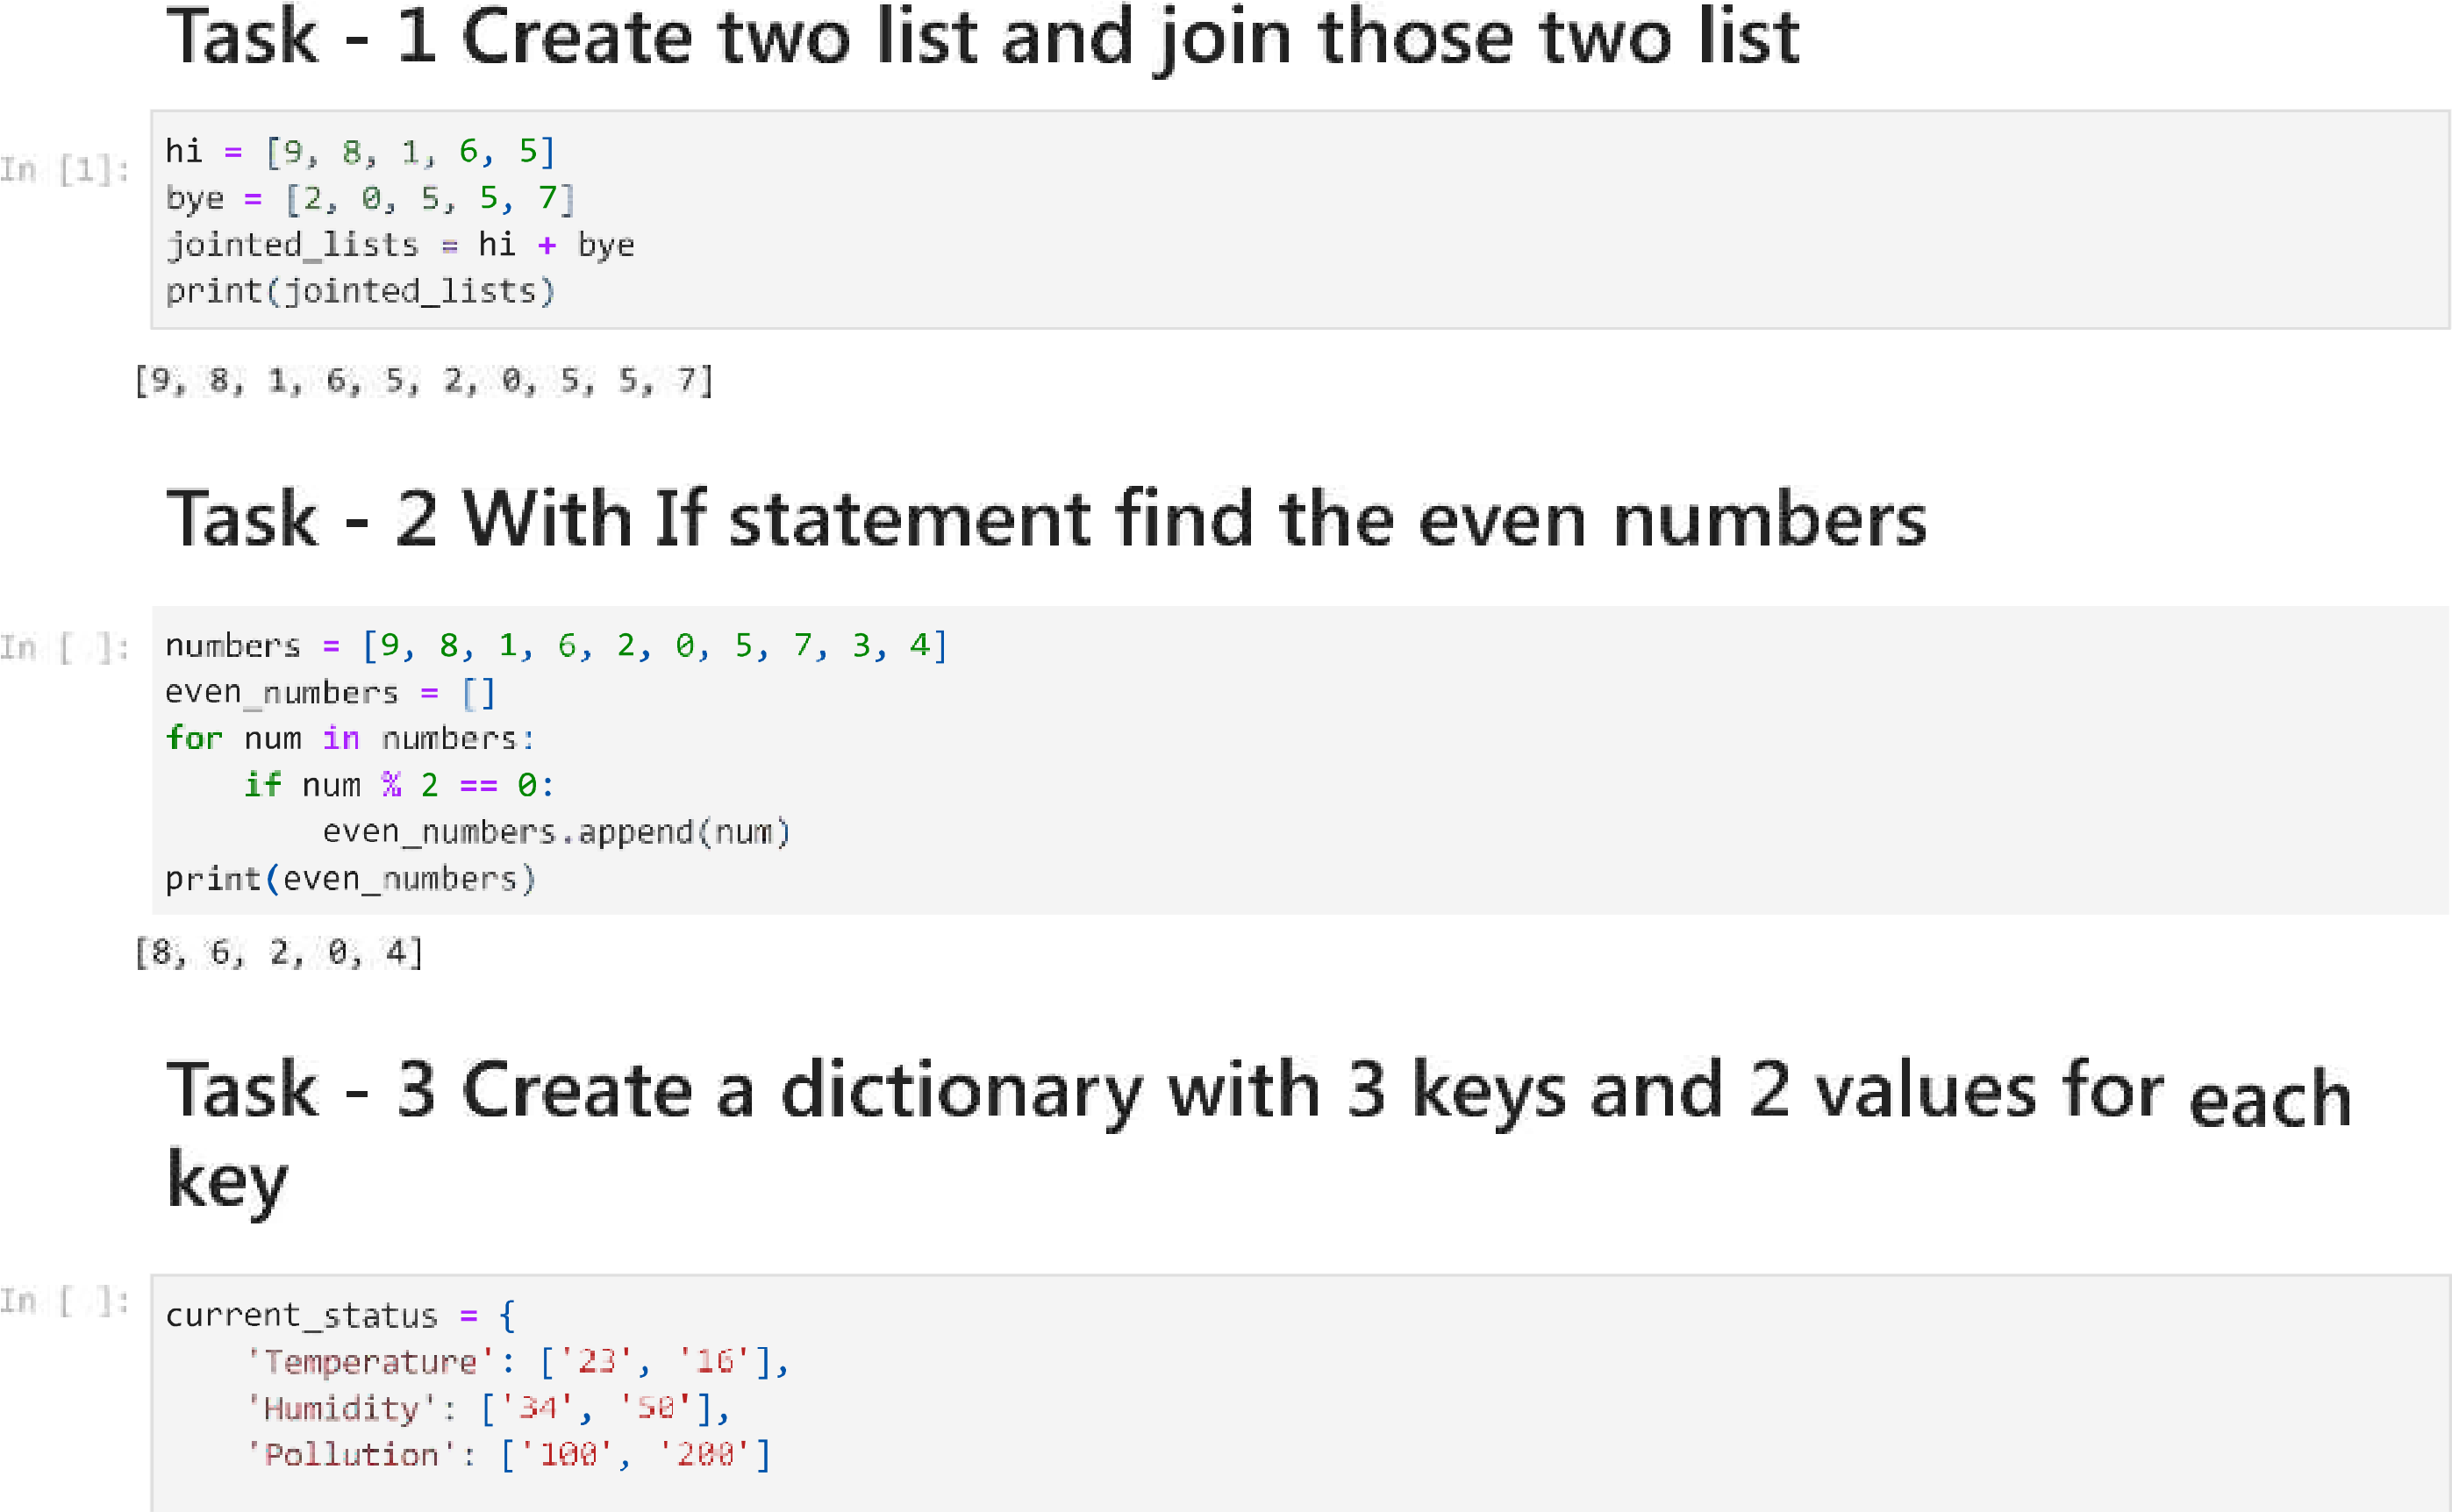 Task - 1 Create two list and join those two list
In [1]:
hi = [9, 8, 1, 6, 5]
bye = [2, 0, 5, 5, 7]
jointed_lists = hi + bye
print(jointed_lists)
[9, 8, 1, 6, 5, 2, 0, 5, 5, 7]
Task - 2 With If statement find the even numbers
In [ ]:
numbers = [9, 8, 1, 6, 2, 0, 5, 7, 3, 4]
even_numbers = []
for num in numbers:
    if num % 2 == 0:
        even_numbers.append(num)
print(even_numbers)
[8, 6, 2, 0, 4]
Task - 3 Create a dictionary with 3 keys and 2 values for each
key
In [ ]:
current_status = {
    'Temperature': ['23', '16'],
    'Humidity': ['34', '50'],
    'Pollution': ['100', '200']